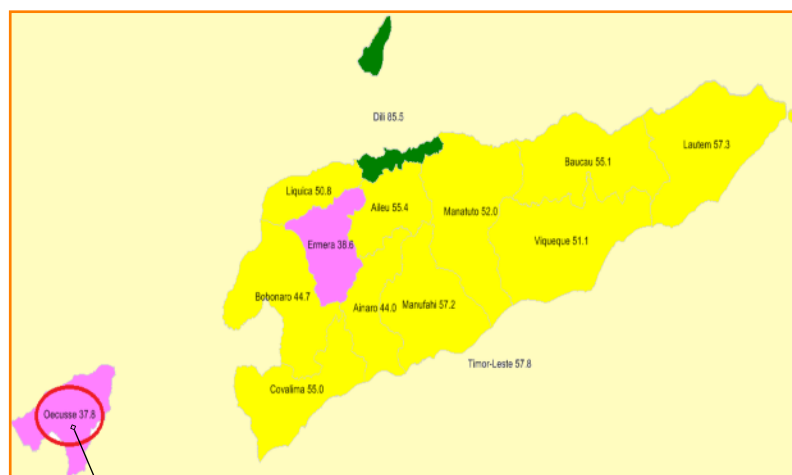 Dili 85.5
Lautem 57.3
Baucau 55.1
Liquica 50.8
Aileu 55.4
Manatuto 52.0
Viqueque 51.1
Ermera 38.6
Bobonaro 44.7
Ainaro 44.0
Manufahi 57.2
Timor-Leste 57.8
Covalima 55.0
Oecusse 37.8